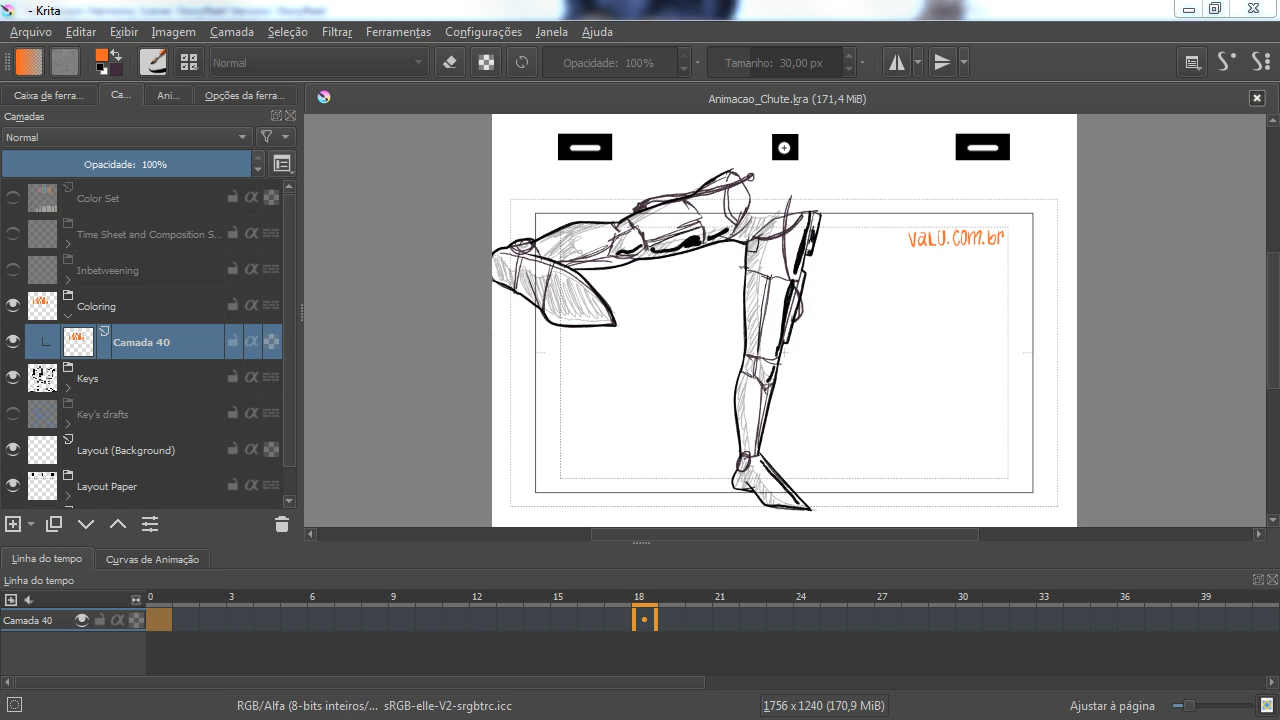 - Krita
Arquivo Editar Exibir Imagem Camada Seleção Filtrar Ferramentas Configurações Janela Ajuda
Normal Opacidade: 100% Tamanho: 30,00 px
Caixa de ferra... Ca... Ani... Opções da ferra...
Animacao_Chute.kra (171,4 MiB)
Camadas
Normal
Opacidade: 100%
Color Set
Time Sheet and Composition S...
Inbetweening
Coloring
Camada 40
Keys
Key's drafts
Layout (Background)
Layout Paper
valu.com.br
Linha do tempo Curvas de Animação
Linha do tempo
0 3 6 9 12 15 18 21 24 27 30 33 36 39
Camada 40
RGB/Alfa (8-bits inteiros/... sRGB-elle-V2-srgbtrc.icc 1756 x 1240 (170,9 MiB) Ajustar à página